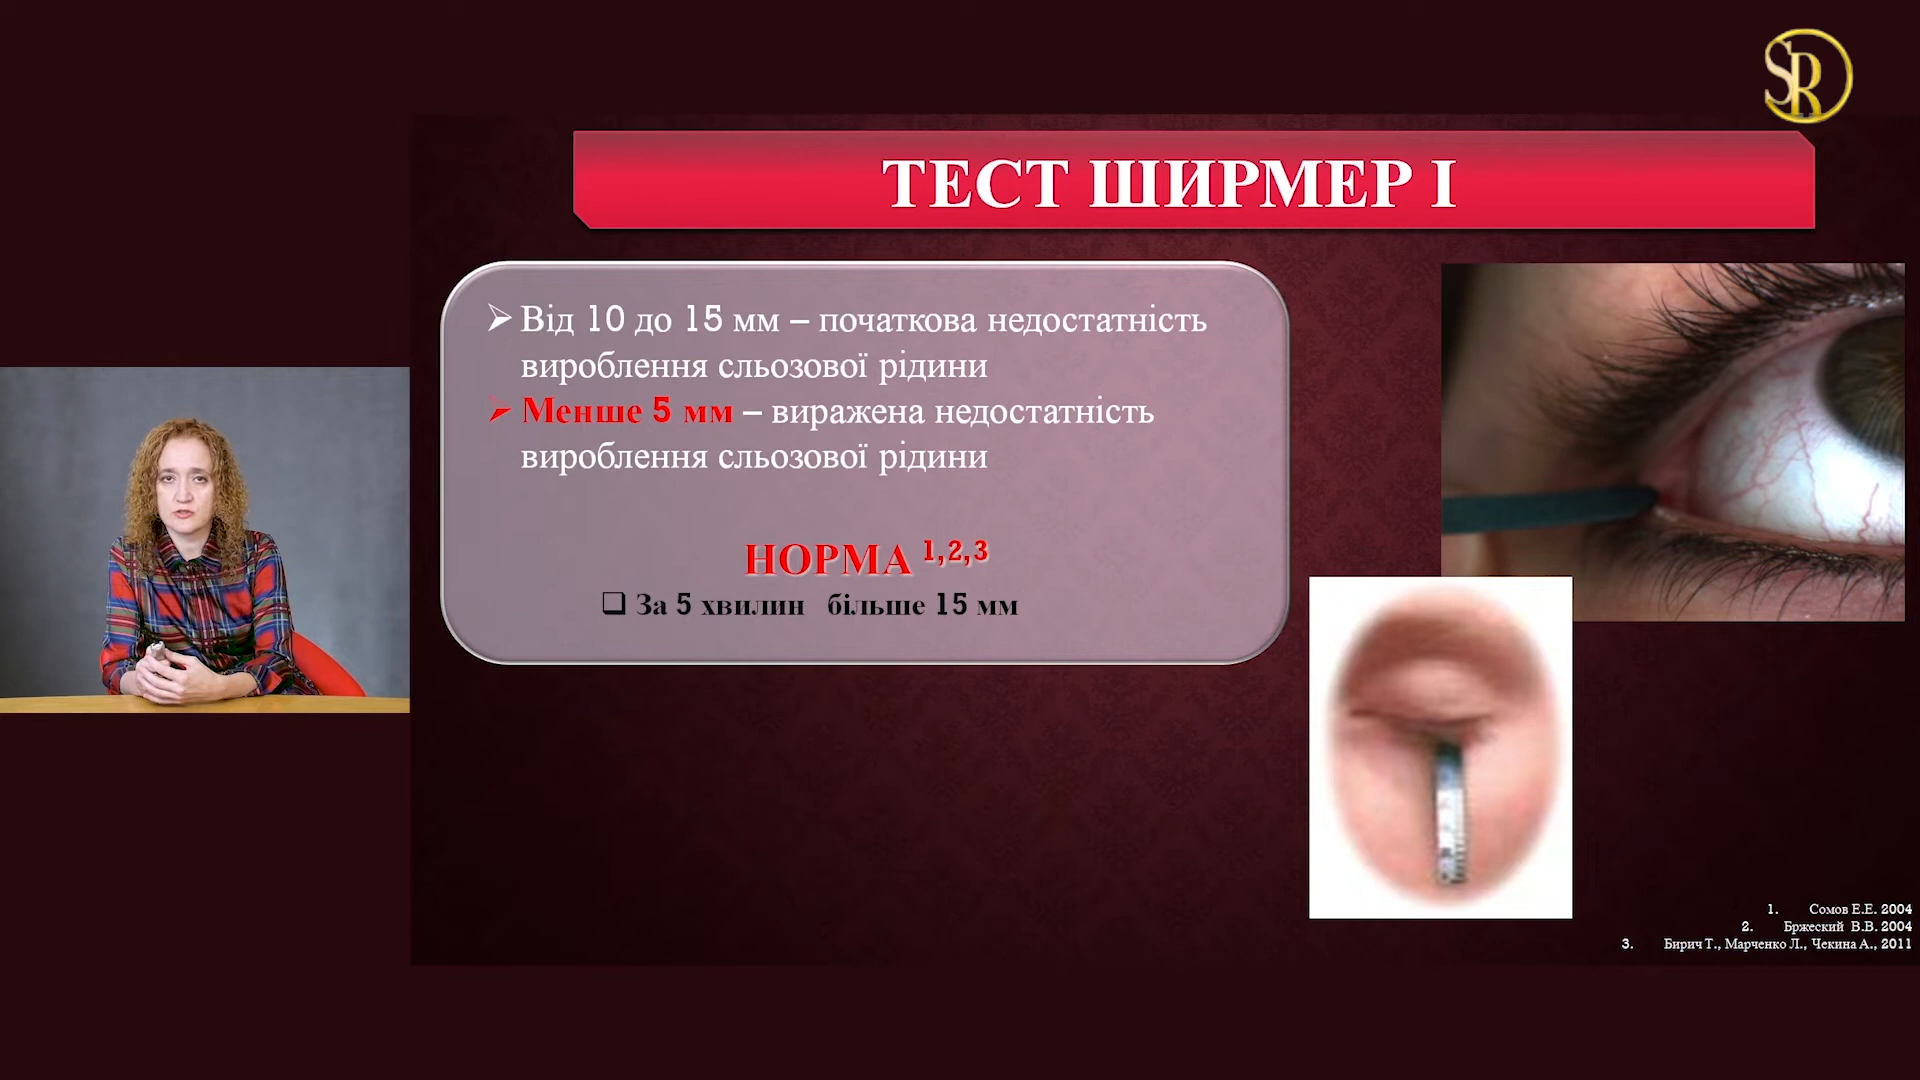 SR
ТЕСТ ШИРМЕР І
➢ Від 10 до 15 мм – початкова недостатність
вироблення сльозової рідини
➢ Менше 5 мм – виражена недостатність
вироблення сльозової рідини
НОРМА 1,2,3
❑ За 5 хвилин більше 15 мм
1. Сомов Е.Е. 2004
2. Бржеский В.В. 2004
3. Бирич Т., Марченко Л., Чекина А., 2011